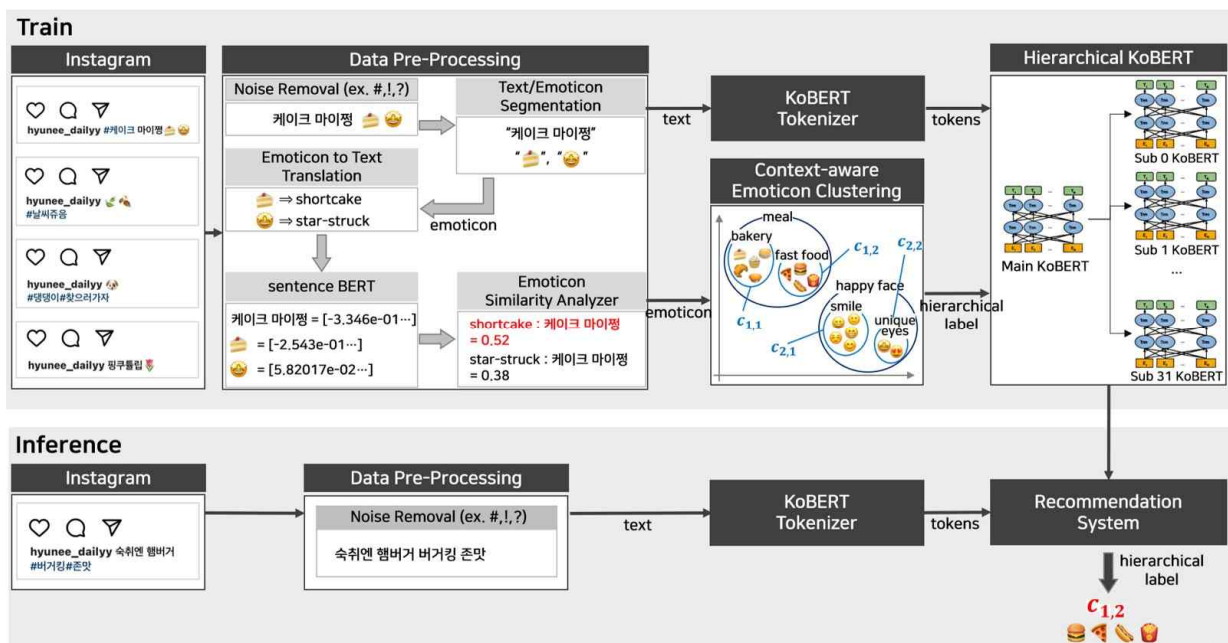 Train
Instagram
hyunee_dailyy #케이크 마이쩡🍰🤩
hyunee_dailyy 🍃🍂
#날씨쥬음
hyunee_dailyy 🐶
#댕댕이#찾으러가자
hyunee_dailyy 핑쿠튤립🌷
Data Pre-Processing
Noise Removal (ex. #,!,?)
케이크 마이쩡 🍰 🤩
Text/Emoticon
Segmentation
"케이크 마이쩡"
"🍰", "🤩"
Emoticon to Text
Translation
🍰 ⇒ shortcake
🤩 ⇒ star-struck
emoticon
sentence BERT
케이크 마이쩡 = [-3.346e-01…]
🍰 = [-2.543e-01…]
🤩 = [5.82017e-02…]
Emoticon
Similarity Analyzer
shortcake : 케이크 마이쩡
= 0.52
star-struck : 케이크 마이쩡
= 0.38
text
emoticon
KoBERT
Tokenizer
tokens
Context-aware
Emoticon Clustering
meal
bakery
fast food
c1,2
c2,2
happy face
smile
unique
eyes
c1,1
c2,1
hierarchical
label
Hierarchical KoBERT
Main KoBERT
Sub 0 KoBERT
Sub 1 KoBERT
...
Sub 31 KoBERT
Inference
Instagram
hyunee_dailyy 숙취엔 햄버거
#버거킹#존맛
Data Pre-Processing
Noise Removal (ex. #,!,?)
숙취엔 햄버거 버거킹 존맛
text
KoBERT
Tokenizer
tokens
Recommendation
System
hierarchical
label
c1,2
🍔 🍕 🌭 🍟